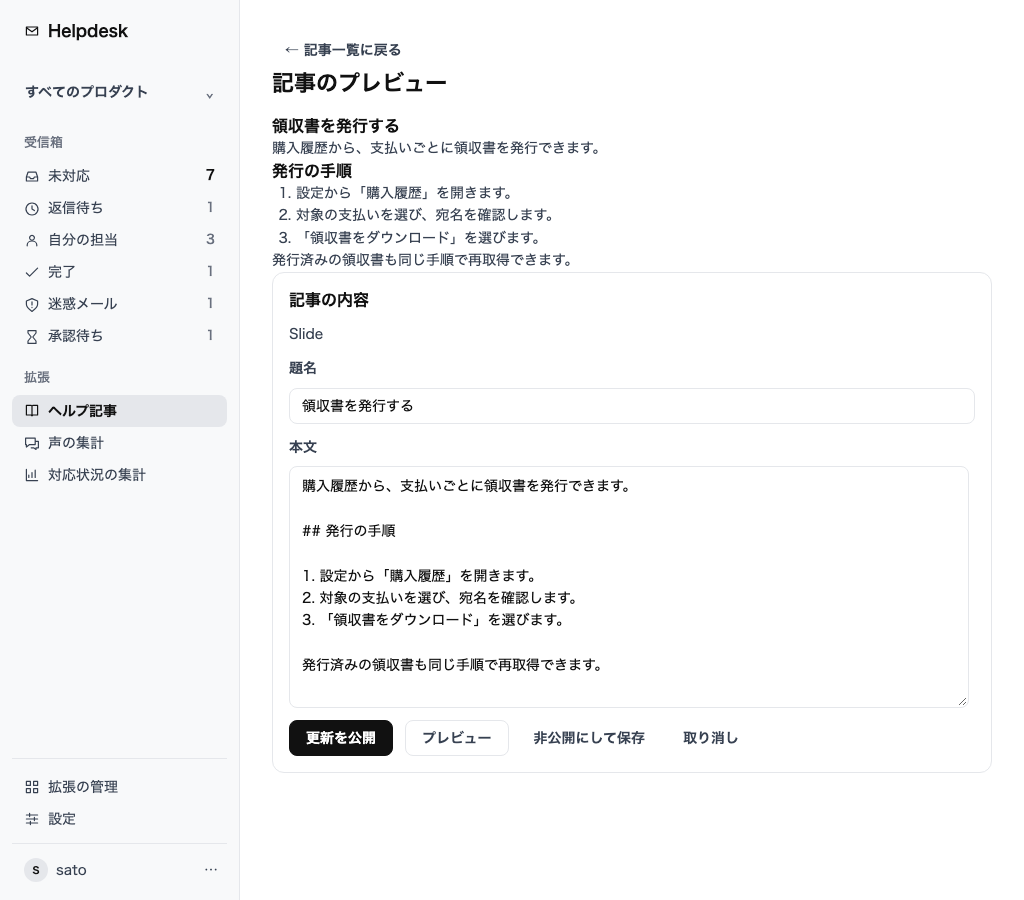 Helpdesk
すべてのプロダクト
受信箱
未対応 7
返信待ち 1
自分の担当 3
完了 1
迷惑メール 1
承認待ち 1
拡張
ヘルプ記事
声の集計
対応状況の集計
拡張の管理
設定
S sato ...
← 記事一覧に戻る
記事のプレビュー
領収書を発行する
購入履歴から、支払いごとに領収書を発行できます。
発行の手順
1. 設定から「購入履歴」を開きます。
2. 対象の支払いを選び、宛名を確認します。
3. 「領収書をダウンロード」を選びます。
発行済みの領収書も同じ手順で再取得できます。
記事の内容
Slide
題名
領収書を発行する
本文
購入履歴から、支払いごとに領収書を発行できます。
## 発行の手順
1. 設定から「購入履歴」を開きます。
2. 対象の支払いを選び、宛名を確認します。
3. 「領収書をダウンロード」を選びます。
発行済みの領収書も同じ手順で再取得できます。
更新を公開 プレビュー 非公開にして保存 取り消し